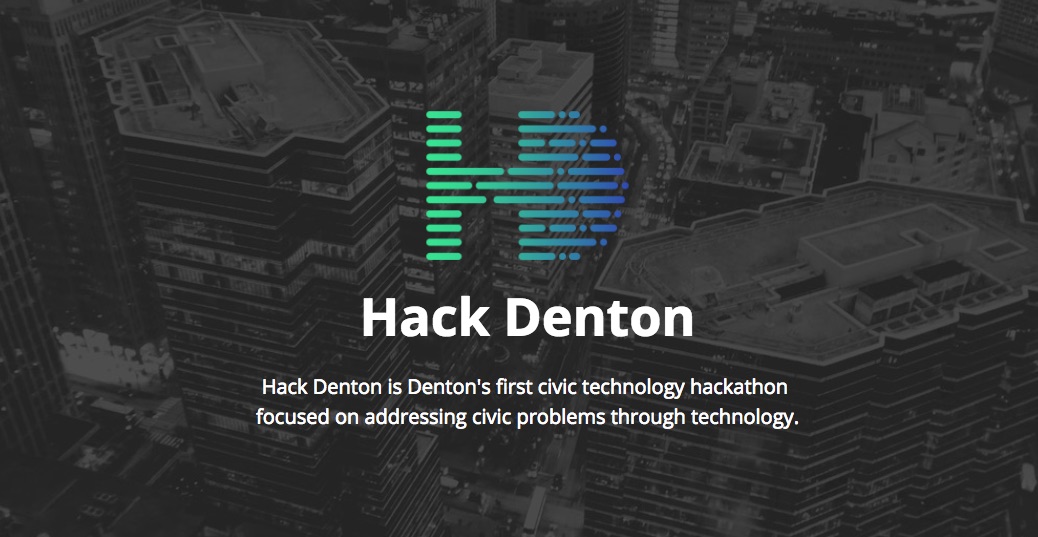 Hack Denton
Hack Denton is Denton's first civic technology hackathon
focused on addressing civic problems through technology.